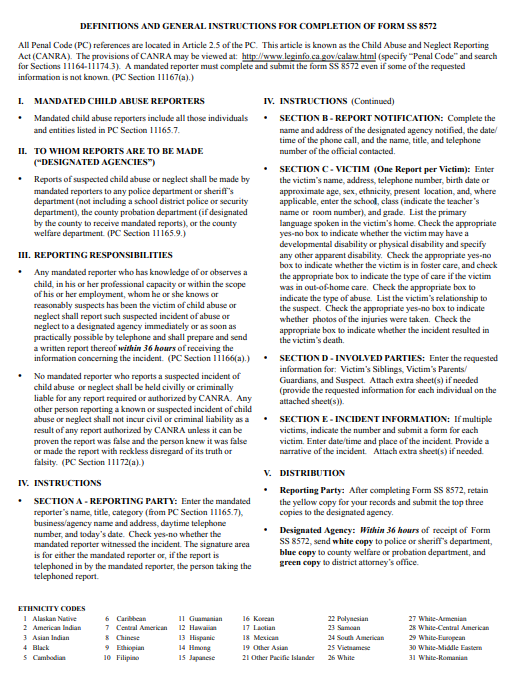 DEFINITIONS AND GENERAL INSTRUCTIONS FOR COMPLETION OF FORM SS 8572
All Penal Code (PC) references are located in Article 2.5 of the PC. This article is known as the Child Abuse and Neglect Reporting
Act (CANRA). The provisions of CANRA may be viewed at: http://www.leginfo.ca.gov/calaw.html (specify "Penal Code" and search
for Sections 11164-11174.3). A mandated reporter must complete and submit the form SS 8572 even if some of the requested
information is not known. (PC Section 11167(a).)
I. MANDATED CHILD ABUSE REPORTERS
• Mandated child abuse reporters include all those individuals
and entities listed in PC Section 11165.7.
II. TO WHOM REPORTS ARE TO BE MADE
("DESIGNATED AGENCIES")
• Reports of suspected child abuse or neglect shall be made by
mandated reporters to any police department or sheriff's
department (not including a school district police or security
department), the county probation department (if designated
by the county to receive mandated reports), or the county
welfare department. (PC Section 11165.9.)
III. REPORTING RESPONSIBILITIES
• Any mandated reporter who has knowledge of or observes a
child, in his or her professional capacity or within the scope
of his or her employment, whom he or she knows or
reasonably suspects has been the victim of child abuse or
neglect shall report such suspected incident of abuse or
neglect to a designated agency immediately or as soon as
practically possible by telephone and shall prepare and send
a written report thereof within 36 hours of receiving the
information concerning the incident. (PC Section 11166(a).)
• No mandated reporter who reports a suspected incident of
child abuse or neglect shall be held civilly or criminally
liable for any report required or authorized by CANRA. Any
other person reporting a known or suspected incident of child
abuse or neglect shall not incur civil or criminal liability as a
result of any report authorized by CANRA unless it can be
proven the report was false and the person knew it was false
or made the report with reckless disregard of its truth or
falsity. (PC Section 11172(a).)
IV. INSTRUCTIONS
• SECTION A - REPORTING PARTY: Enter the mandated
reporter's name, title, category (from PC Section 11165.7),
business/agency name and address, daytime telephone
number, and today's date. Check yes-no whether the
mandated reporter witnessed the incident. The signature area
is for either the mandated reporter or, if the report is
telephoned in by the mandated reporter, the person taking the
telephoned report.
IV. INSTRUCTIONS (Continued)
• SECTION B - REPORT NOTIFICATION: Complete the
name and address of the designated agency notified, the date/
time of the phone call, and the name, title, and telephone
number of the official contacted.
• SECTION C - VICTIM (One Report per Victim): Enter
the victim's name, address, telephone number, birth date or
approximate age, sex, ethnicity, present location, and, where
applicable, enter the school, class (indicate the teacher's
name or room number), and grade. List the primary
language spoken in the victim's home. Check the appropriate
yes-no box to indicate whether the victim may have a
developmental disability or physical disability and specify
any other apparent disability. Check the appropriate yes-no
box to indicate whether the victim is in foster care, and check
the appropriate box to indicate the type of care if the victim
was in out-of-home care. Check the appropriate box to
indicate the type of abuse. List the victim's relationship to
the suspect. Check the appropriate yes-no box to indicate
whether photos of the injuries were taken. Check the
appropriate box to indicate whether the incident resulted in
the victim's death.
• SECTION D - INVOLVED PARTIES: Enter the requested
information for: Victim's Siblings, Victim's Parents/
Guardians, and Suspect. Attach extra sheet(s) if needed
(provide the requested information for each individual on the
attached sheet(s)).
• SECTION E - INCIDENT INFORMATION: If multiple
victims, indicate the number and submit a form for each
victim. Enter date/time and place of the incident. Provide a
narrative of the incident. Attach extra sheet(s) if needed.
V. DISTRIBUTION
• Reporting Party: After completing Form SS 8572, retain
the yellow copy for your records and submit the top three
copies to the designated agency.
• Designated Agency: Within 36 hours of receipt of Form
SS 8572, send white copy to police or sheriff's department,
blue copy to county welfare or probation department, and
green copy to district attorney's office.
ETHNICITY CODES
1 Alaskan Native 6 Caribbean 11 Guamanian 16 Korean 22 Polynesian 27 White-Armenian
2 American Indian 7 Central American 12 Hawaiian 17 Laotian 23 Samoan 28 White-Central American
3 Asian Indian 8 Chinese 13 Hispanic 18 Mexican 24 South American 29 White-European
4 Black 9 Ethiopian 14 Hmong 19 Other Asian 25 Vietnamese 30 White-Middle Eastern
5 Cambodian 10 Filipino 15 Japanese 21 Other Pacific Islander 26 White 31 White-Romanian